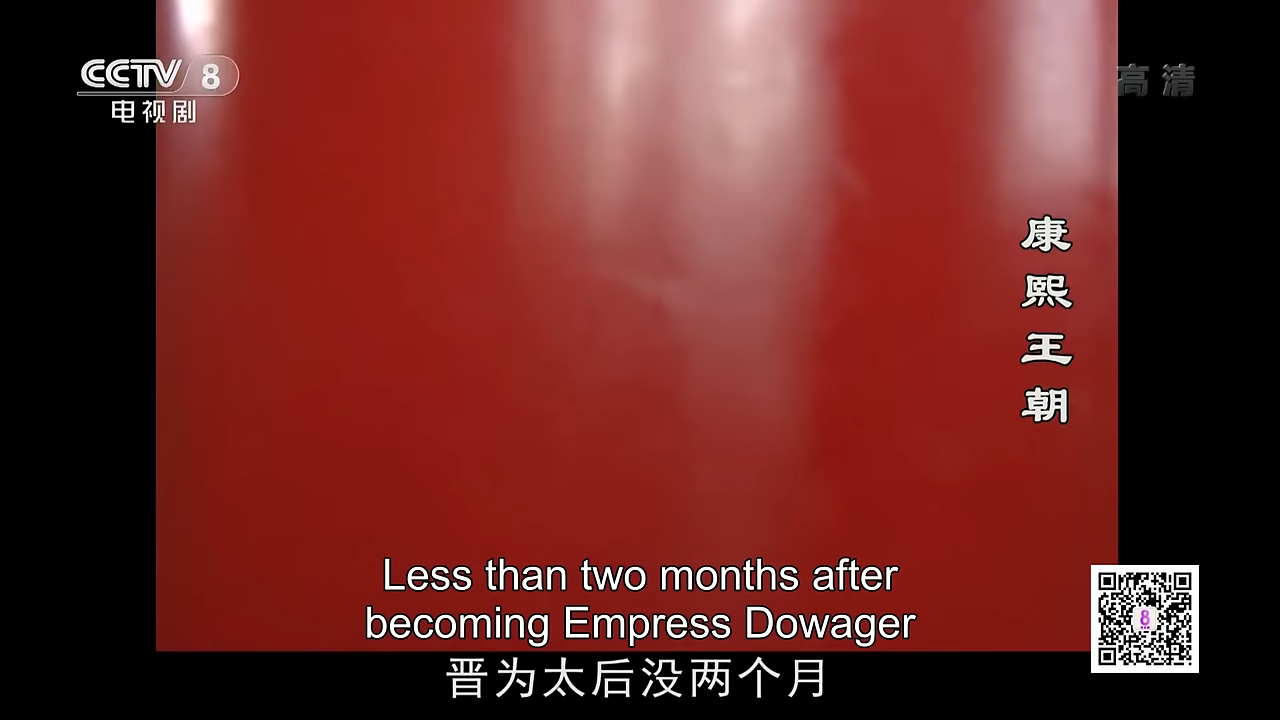 CCTV 8
电视剧
高清
康熙王朝
Less than two months after
becoming Empress Dowager
晋为太后没两个月
8